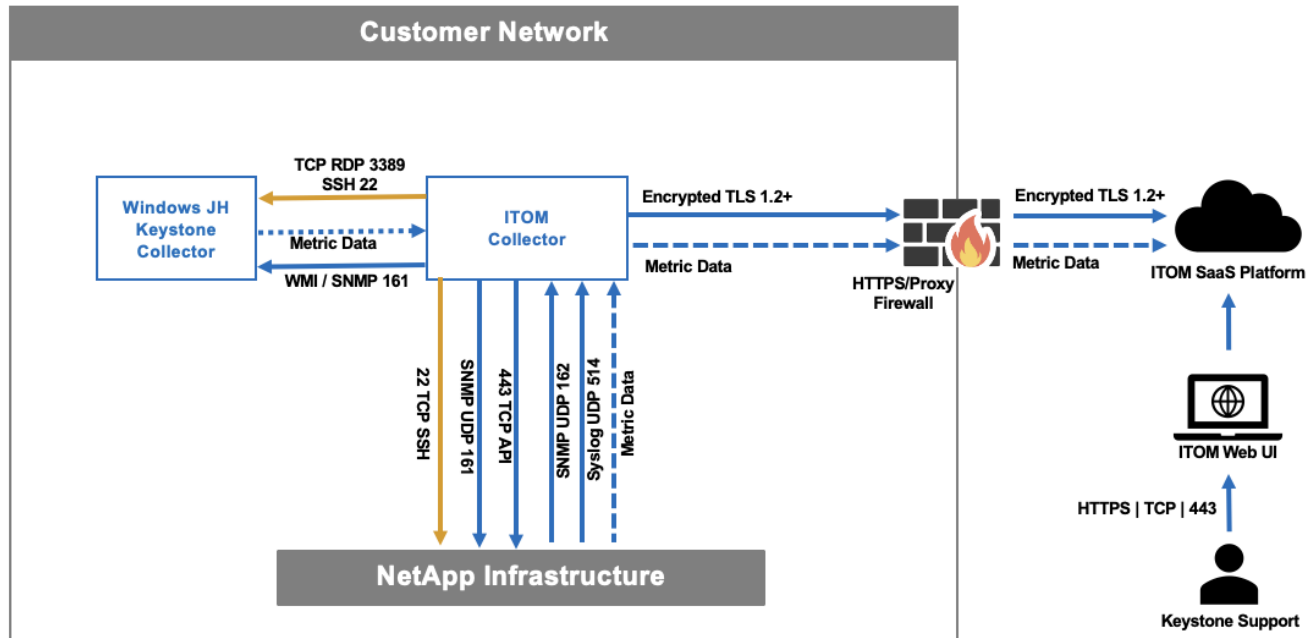 Customer Network
TCP RDP 3389
SSH 22
Windows JH
Keystone
Collector
Metric Data
WMI / SNMP 161
ITOM
Collector
Encrypted TLS 1.2+
Metric Data
HTTPS/Proxy
Firewall
Encrypted TLS 1.2+
Metric Data
ITOM SaaS Platform
22 TCP SSH
SNMP UDP 161
443 TCP API
SNMP UDP 162
Syslog UDP 514
Metric Data
NetApp Infrastructure
ITOM Web UI
HTTPS | TCP | 443
Keystone Support